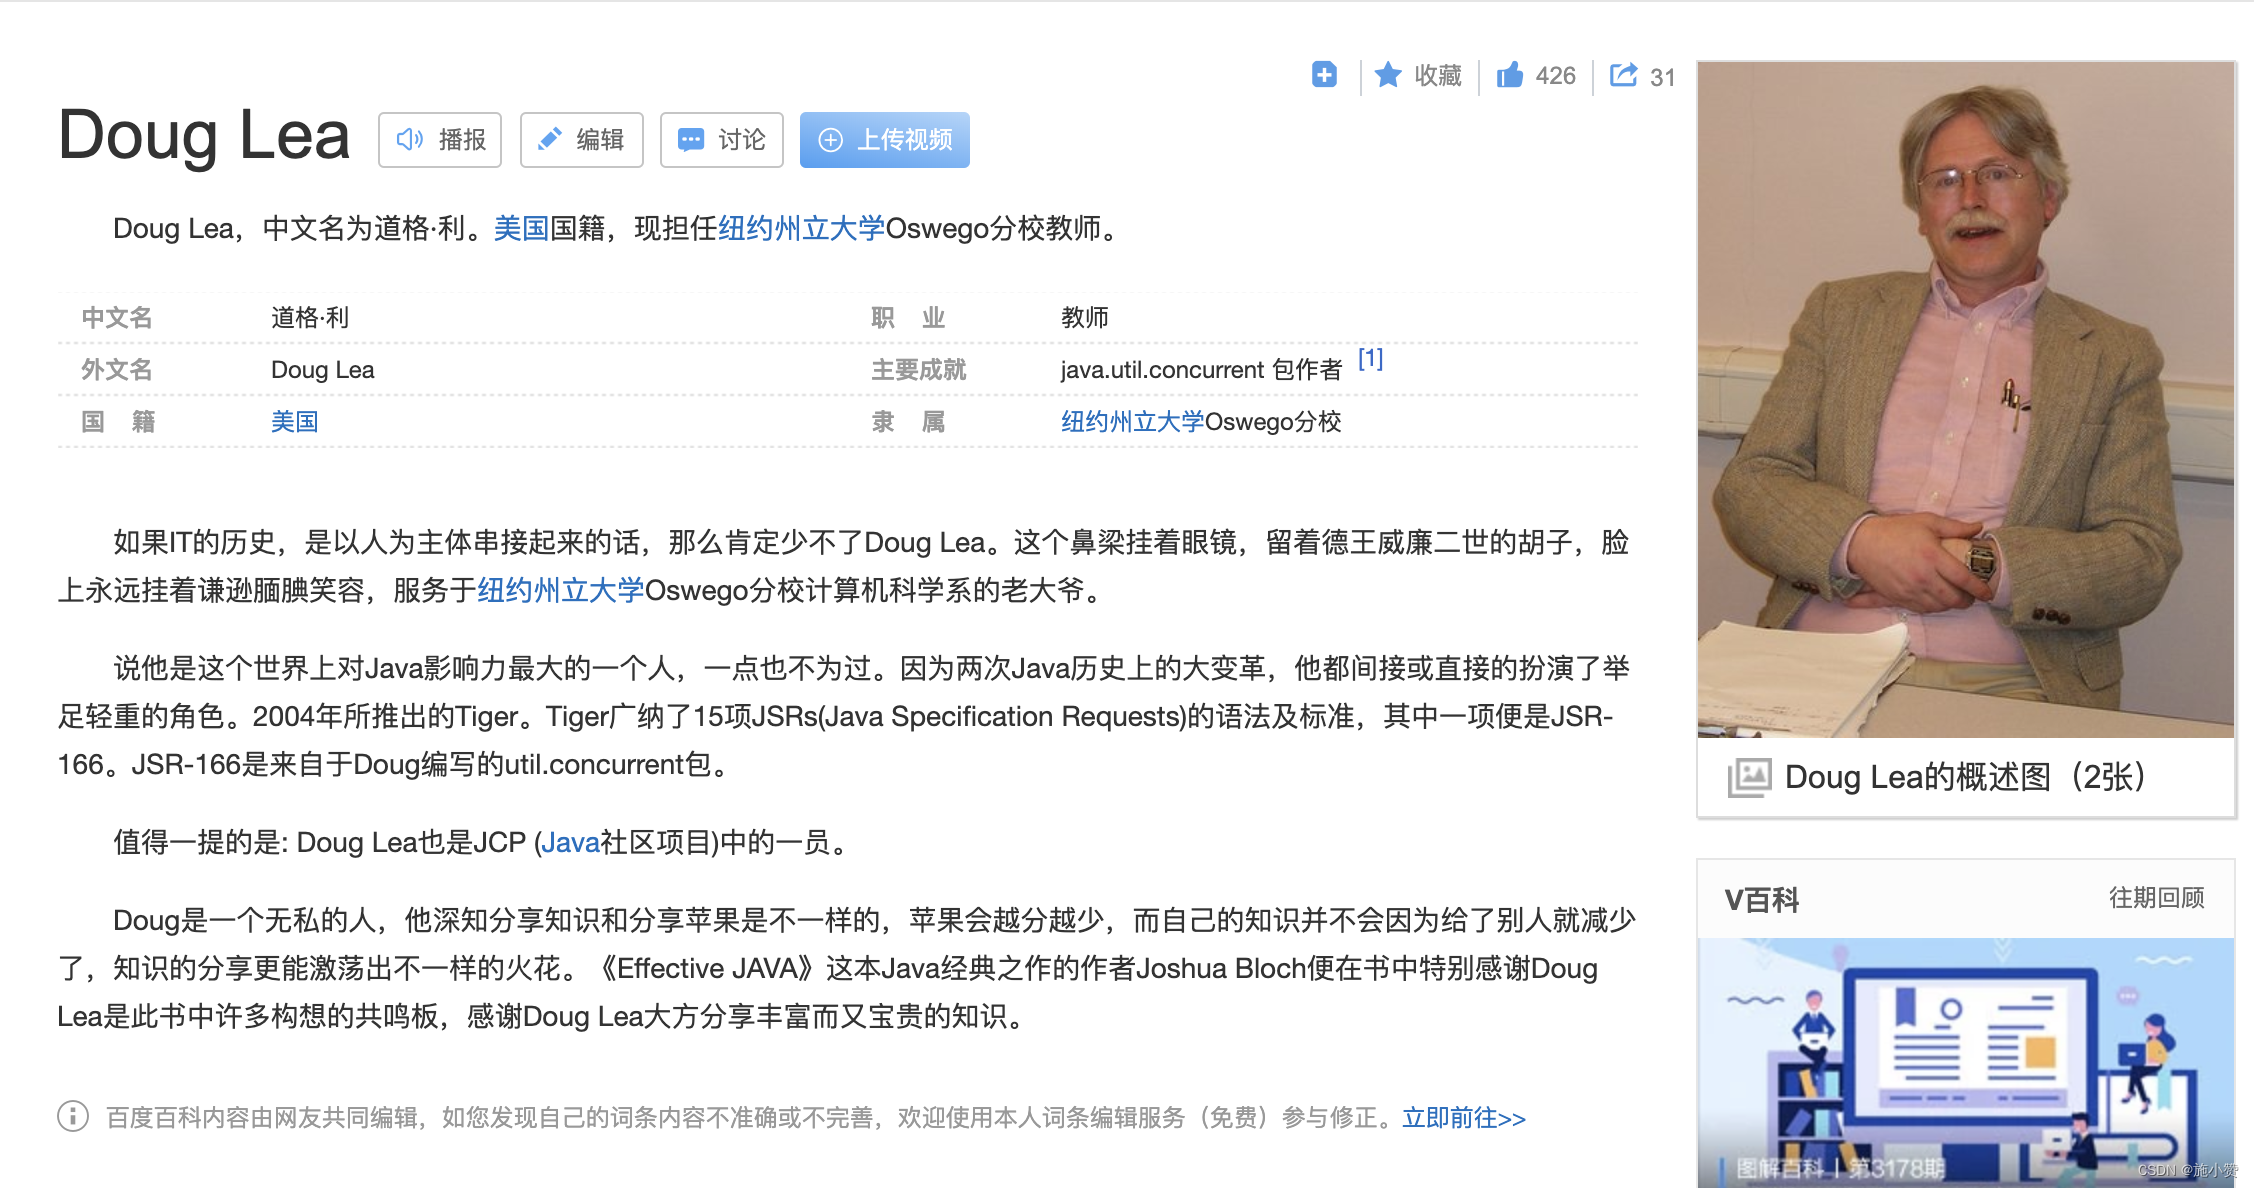 收藏 426 31
Doug Lea 播报 编辑 讨论 上传视频
Doug Lea，中文名为道格·利。美国国籍，现担任纽约州立大学Oswego分校教师。
中文名 道格·利 职 业 教师
外文名 Doug Lea 主要成就 java.util.concurrent 包作者 [1]
国 籍 美国 隶 属 纽约州立大学Oswego分校
如果IT的历史，是以人为主体串接起来的话，那么肯定少不了Doug Lea。这个鼻梁挂着眼镜，留着德王威廉二世的胡子，脸
上永远挂着谦逊腼腆笑容，服务于纽约州立大学Oswego分校计算机科学系的老大爷。
说他是这个世界上对Java影响力最大的一个人，一点也不为过。因为两次Java历史上的大变革，他都间接或直接的扮演了举
足轻重的角色。2004年所推出的Tiger。Tiger广纳了15项JSRs(Java Specification Requests)的语法及标准，其中一项便是JSR-
166。JSR-166是来自于Doug编写的util.concurrent包。
值得一提的是: Doug Lea也是JCP (Java社区项目)中的一员。
Doug是一个无私的人，他深知分享知识和分享苹果是不一样的，苹果会越分越少，而自己的知识并不会因为给了别人就减少
了，知识的分享更能激荡出不一样的火花。《Effective JAVA》这本Java经典之作的作者Joshua Bloch便在书中特别感谢Doug
Lea是此书中许多构想的共鸣板，感谢Doug Lea大方分享丰富而又宝贵的知识。
百度百科内容由网友共同编辑，如您发现自己的词条内容不准确或不完善，欢迎使用本人词条编辑服务（免费）参与修正。立即前往>>
Doug Lea的概述图（2张）
V百科 往期回顾
图解百科 | 第3178期
CSDN @施小赞